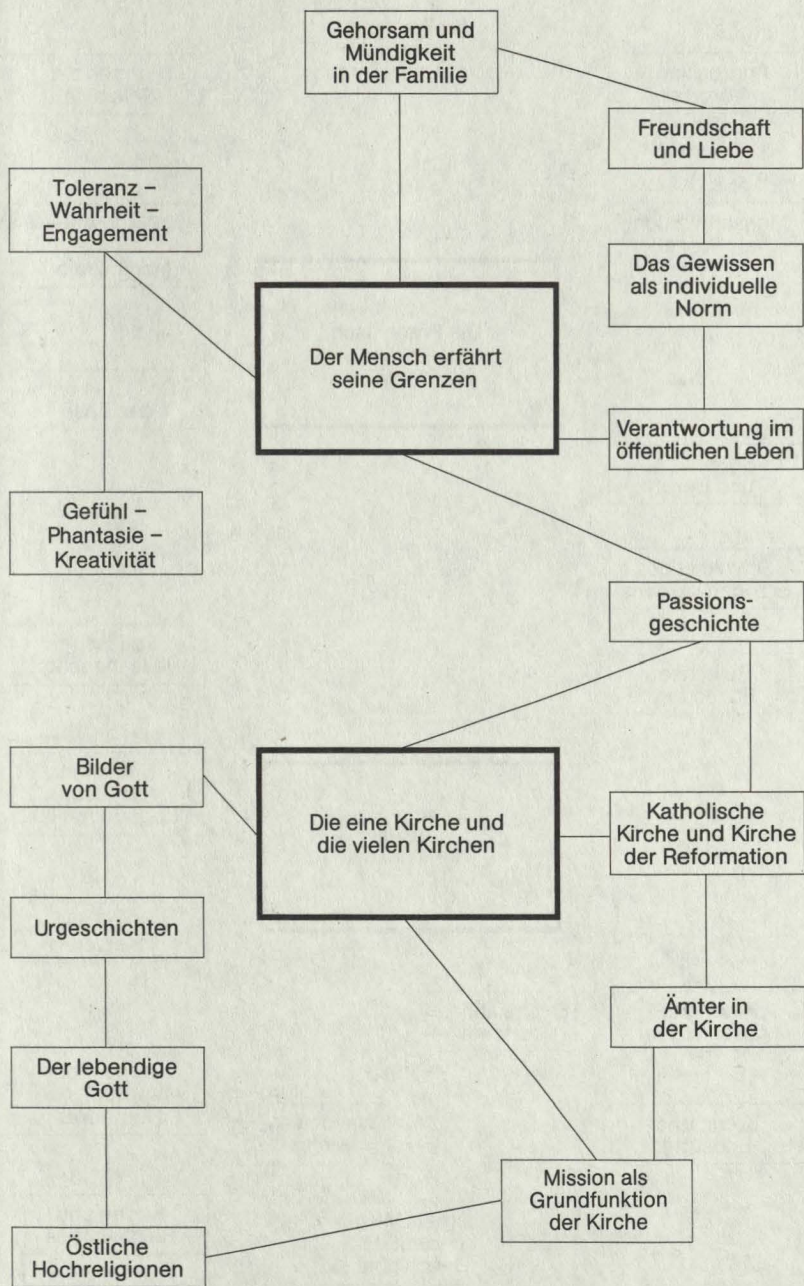 Gehorsam und
Mündigkeit
in der Familie
Freundschaft
und Liebe
Toleranz –
Wahrheit –
Engagement
Das Gewissen
als individuelle
Norm
Der Mensch erfährt
seine Grenzen
Verantwortung im
öffentlichen Leben
Gefühl –
Phantasie –
Kreativität
Passions-
geschichte
Bilder
von Gott
Die eine Kirche und
die vielen Kirchen
Katholische
Kirche und Kirche
der Reformation
Urgeschichten
Ämter in
der Kirche
Der lebendige
Gott
Mission als
Grundfunktion
der Kirche
Östliche
Hochreligionen